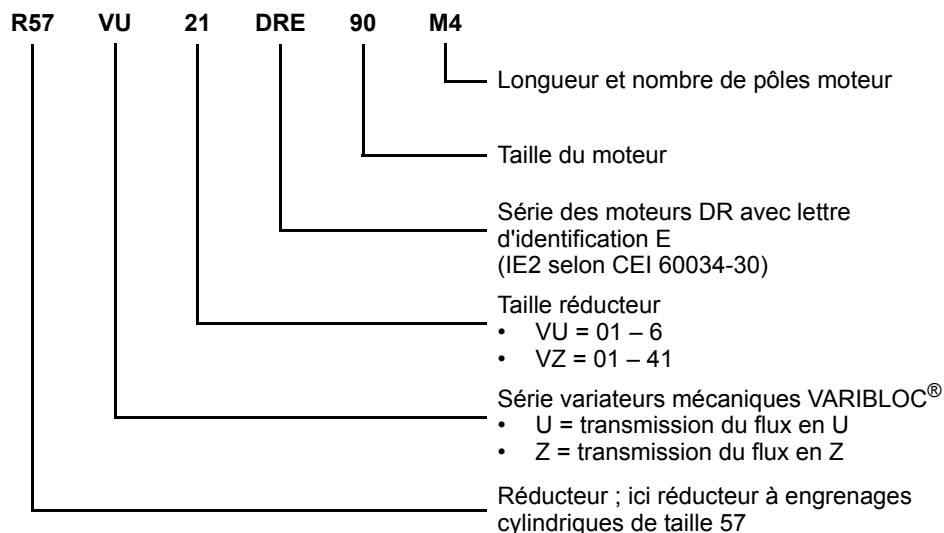 R57 VU 21 DRE 90 M4
Longueur et nombre de pôles moteur
Taille du moteur
Série des moteurs DR avec lettre
d'identification E
(IE2 selon CEI 60034-30)
Taille réducteur
• VU = 01 – 6
• VZ = 01 – 41
Série variateurs mécaniques VARIBLOC®
• U = transmission du flux en U
• Z = transmission du flux en Z
Réducteur ; ici réducteur à engrenages
cylindriques de taille 57